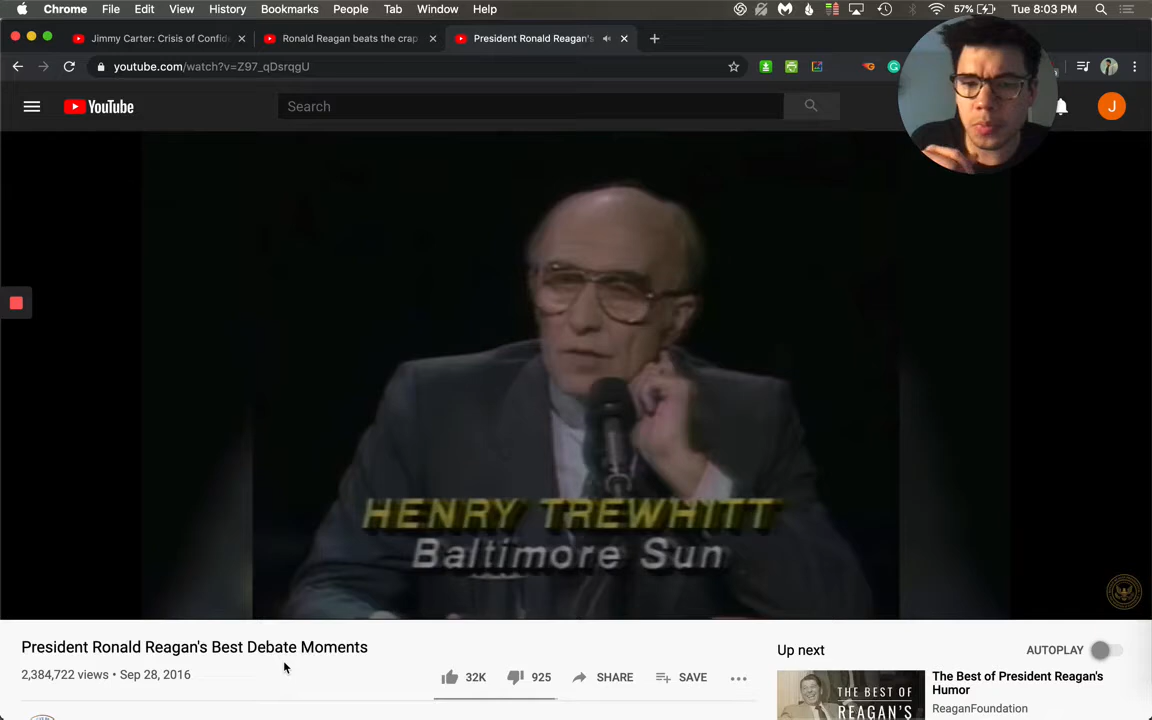 Chrome File Edit View History Bookmarks People Tab Window Help 57% Tue 8:03 PM
Jimmy Carter: Crisis of Confid Ronald Reagan beats the crap President Ronald Reagan's
youtube.com/watch?v=Z97_qDsrqgU
YouTube Search J
HENRY TREWHITT
Baltimore Sun
President Ronald Reagan's Best Debate Moments
2,384,722 views • Sep 28, 2016
32K 925 SHARE SAVE
Up next AUTOPLAY
THE BEST OF
REAGAN'S
The Best of President Reagan's
Humor
ReaganFoundation